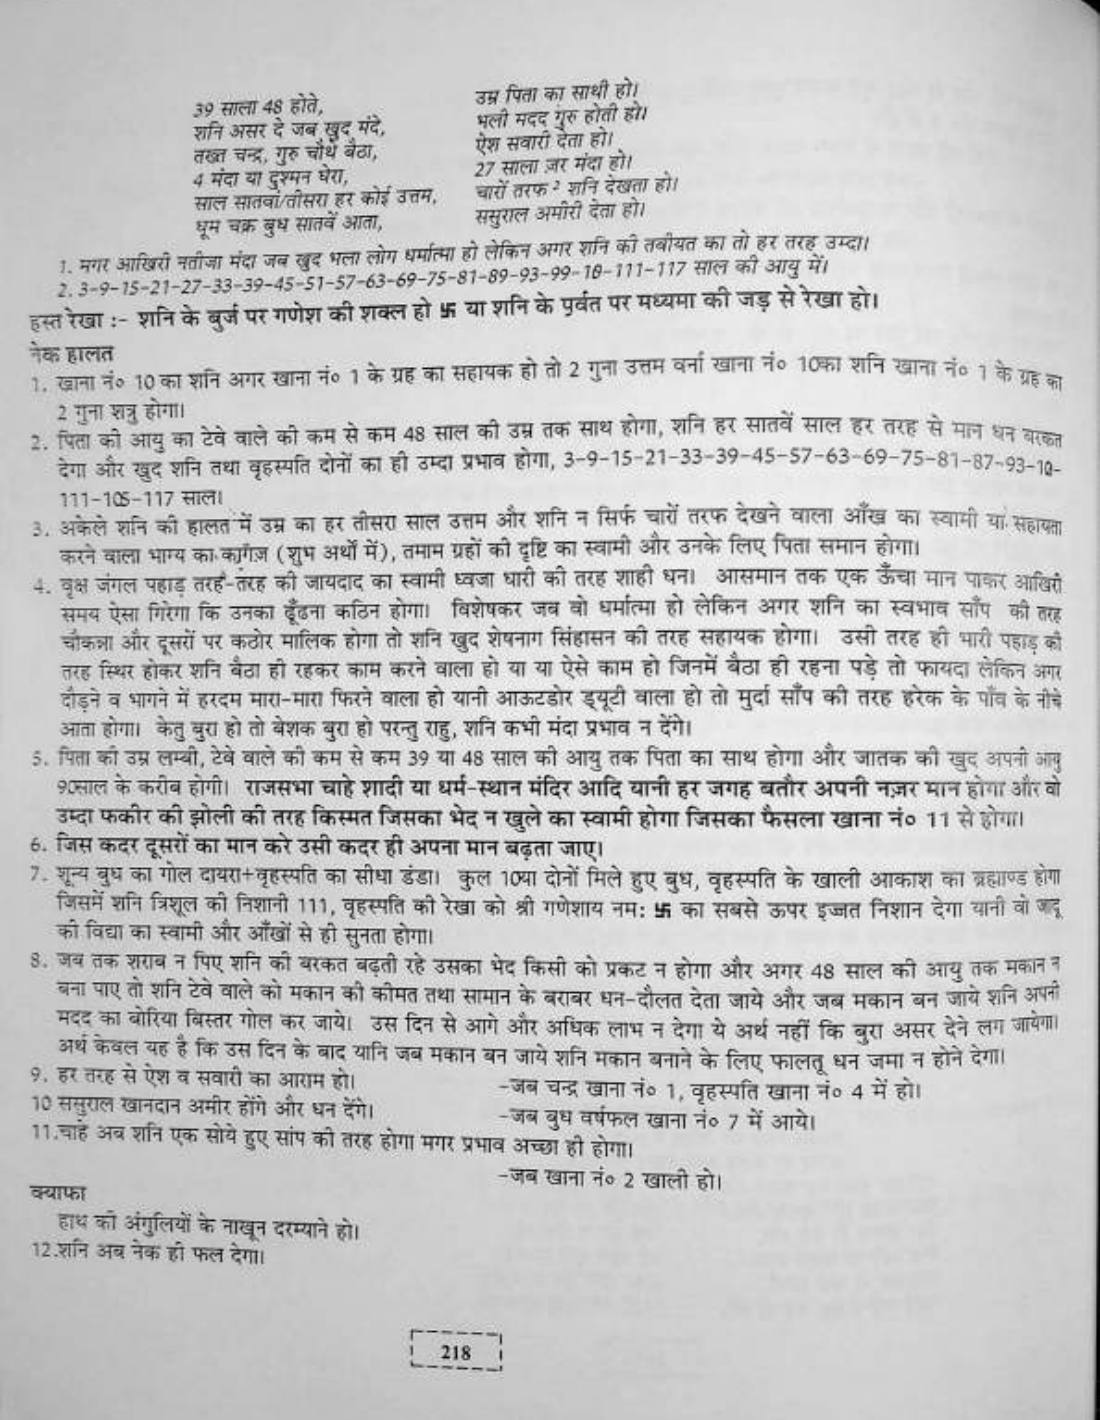 39 साला 48 होते, उम्र पिता का साथी हो।
शनि असर दे जब खुद मंदे, भली मदद गुरु होती हो।
तख्त चन्द्र, गुरु चौथे बैठा, ऐश सवारी देता हो।
4 मंदा या दुश्मन घेरा, 27 साला ज़र मंदा हो।
साल सातवां/तीसरा हर कोई उत्तम, चारों तरफ ² शनि देखता हो।
धूम चक्र बुध सातवें आता, ससुराल अमीरी देता हो।
1. मगर आखिरी नतीजा मंदा जब खुद भला लोग धर्मात्मा हो लेकिन अगर शनि की तबीयत का तो हर तरह उम्दा।
2. 3-9-15-21-27-33-39-45-51-57-63-69-75-81-89-93-99-10-111-117 साल की आयु में।
हस्त रेखा :- शनि के बुर्ज पर गणेश की शक्ल हो 卐 या शनि के पर्वत पर मध्यमा की जड़ से रेखा हो।
नेक हालत
1. खाना नं० 10 का शनि अगर खाना नं० 1 के ग्रह का सहायक हो तो 2 गुना उत्तम वर्ना खाना नं० 10का शनि खाना नं० 1 के ग्रह का
2 गुना शत्रु होगा।
2. पिता की आयु का टेवे वाले की कम से कम 48 साल की उम्र तक साथ होगा, शनि हर सातवें साल हर तरह से मान धन बरकत
देगा और खुद शनि तथा वृहस्पति दोनों का ही उम्दा प्रभाव होगा, 3-9-15-21-33-39-45-57-63-69-75-81-87-93-10-
111-105-117 साल।
3. अकेले शनि की हालत में उम्र का हर तीसरा साल उत्तम और शनि न सिर्फ चारों तरफ देखने वाला आँख का स्वामी या सहायता
करने वाला भाग्य का कागज़ (शुभ अर्थों में), तमाम ग्रहों की दृष्टि का स्वामी और उनके लिए पिता समान होगा।
4. वृक्ष जंगल पहाड़ तरह-तरह की जायदाद का स्वामी ध्वजा धारी की तरह शाही धन। आसमान तक एक ऊँचा मान पाकर आखिरी
समय ऐसा गिरेगा कि उनका ढूँढना कठिन होगा। विशेषकर जब वो धर्मात्मा हो लेकिन अगर शनि का स्वभाव साँप की तरह
चौकन्ना और दूसरों पर कठोर मालिक होगा तो शनि खुद शेषनाग सिंहासन की तरह सहायक होगा। उसी तरह ही भारी पहाड़ की
तरह स्थिर होकर शनि बैठा ही रहकर काम करने वाला हो या या ऐसे काम हो जिनमें बैठा ही रहना पड़े तो फायदा लेकिन अगर
दौड़ने व भागने में हरदम मारा-मारा फिरने वाला हो यानी आऊटडोर ड्यूटी वाला हो तो मुर्दा साँप की तरह हरेक के पाँव के नीचे
आता होगा। केतु बुरा हो तो बेशक बुरा हो परन्तु राहु, शनि कभी मंदा प्रभाव न देंगे।
5. पिता की उम्र लम्बी, टेवे वाले की कम से कम 39 या 48 साल की आयु तक पिता का साथ होगा और जातक की खुद अपनी आयु
90साल के करीब होगी। राजसभा चाहे शादी या धर्म-स्थान मंदिर आदि यानी हर जगह बतौर अपनी नज़र मान होगा और वो
उम्दा फकीर की झोली की तरह किस्मत जिसका भेद न खुले का स्वामी होगा जिसका फैसला खाना नं० 11 से होगा।
6. जिस कदर दूसरों का मान करे उसी कदर ही अपना मान बढ़ता जाए।
7. शून्य बुध का गोल दायरा+वृहस्पति का सीधा डंडा। कुल 10या दोनों मिले हुए बुध, वृहस्पति के खाली आकाश का ब्रह्माण्ड होगा
जिसमें शनि त्रिशूल की निशानी 111, वृहस्पति की रेखा को श्री गणेशाय नम: 卐 का सबसे ऊपर इज्जत निशान देगा यानी वो जादू
की विद्या का स्वामी और आँखों से ही सुनता होगा।
8. जब तक शराब न पिए शनि की बरकत बढ़ती रहे उसका भेद किसी को प्रकट न होगा और अगर 48 साल की आयु तक मकान न
बना पाए तो शनि टेवे वाले को मकान की कीमत तथा सामान के बराबर धन-दौलत देता जाये और जब मकान बन जाये शनि अपनी
मदद का बोरिया बिस्तर गोल कर जाये। उस दिन से आगे और अधिक लाभ न देगा ये अर्थ नहीं कि बुरा असर देने लग जायेगा।
अर्थ केवल यह है कि उस दिन के बाद यानि जब मकान बन जाये शनि मकान बनाने के लिए फालतू धन जमा न होने देगा।
9. हर तरह से ऐश व सवारी का आराम हो। -जब चन्द्र खाना नं० 1, वृहस्पति खाना नं० 4 में हो।
10 ससुराल खानदान अमीर होंगे और धन देंगे। -जब बुध वर्षफल खाना नं० 7 में आये।
11.चाहे अब शनि एक सोये हुए सांप की तरह होगा मगर प्रभाव अच्छा ही होगा।
-जब खाना नं० 2 खाली हो।
क्याफा
हाथ की अंगुलियों के नाखून दरम्याने हो।
12.शनि अब नेक ही फल देगा।
218